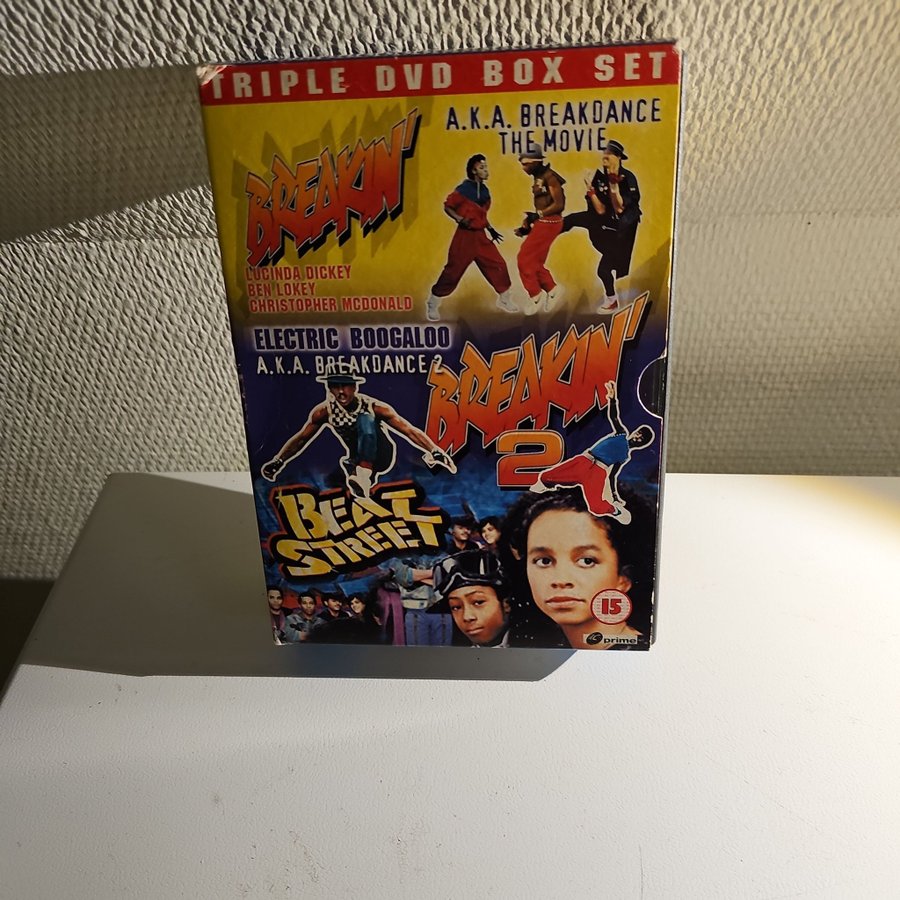 TRIPLE DVD BOX SET
BREAKIN'
A.K.A. BREAKDANCE
THE MOVIE
LUCINDA DICKEY
BEN LOKEY
CHRISTOPHER MCDONALD
ELECTRIC BOOGALOO
A.K.A. BREAKDANCE 2
BREAKIN'
2
BEAT
STREET
15
prime